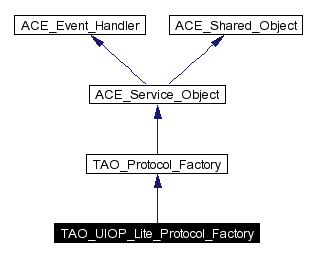 ACE_Event_Handler ACE_Shared_Object
ACE_Service_Object
TAO_Protocol_Factory
TAO_UIOP_Lite_Protocol_Factory